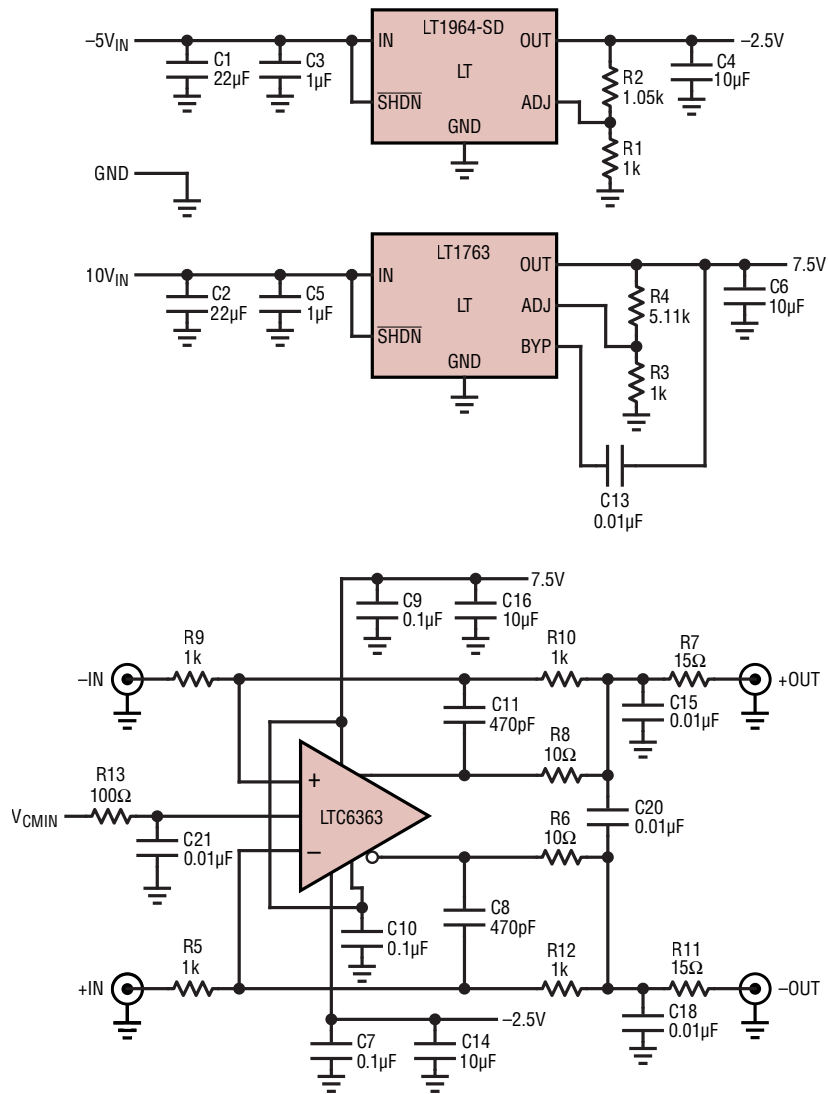 –5VIN
C1
22µF
C3
1µF
LT1964-SD
IN
OUT
LT
SHDN
ADJ
GND
–2.5V
R2
1.05k
C4
10µF
R1
1k
GND
10VIN
C2
22µF
C5
1µF
LT1763
IN
OUT
LT
ADJ
SHDN
BYP
GND
7.5V
R4
5.11k
C6
10µF
R3
1k
C13
0.01µF
7.5V
C9
0.1µF
C16
10µF
R9
1k
R10
1k
R7
15Ω
–IN
+OUT
C11
470pF
C15
0.01µF
R8
10Ω
R13
100Ω
+
VCMIN
LTC6363
C20
0.01µF
R6
10Ω
C21
0.01µF
–
C8
470pF
C10
0.1µF
R5
1k
R12
1k
R11
15Ω
+IN
–OUT
–2.5V
C18
0.01µF
C7
0.1µF
C14
10µF